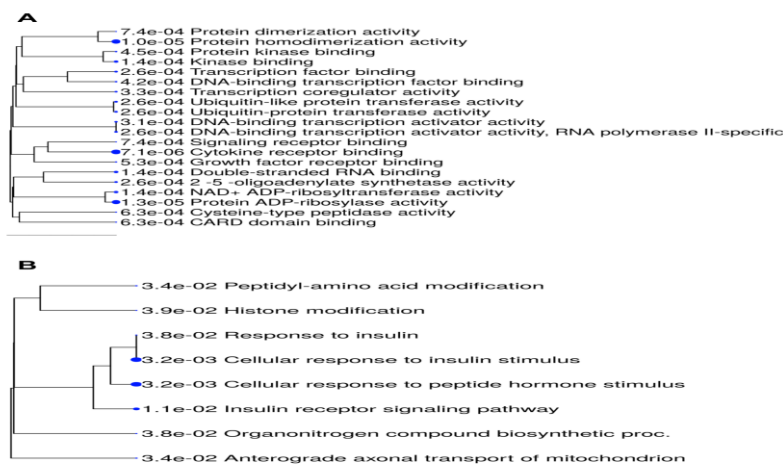 A
7.4e-04 Protein dimerization activity
1.0e-05 Protein homodimerization activity
4.5e-04 Protein kinase binding
1.4e-04 Kinase binding
2.6e-04 Transcription factor binding
4.2e-04 DNA-binding transcription factor binding
3.3e-04 Transcription coregulator activity
2.6e-04 Ubiquitin-like protein transferase activity
2.6e-04 Ubiquitin-protein transferase activity
3.1e-04 DNA-binding transcription activator activity
2.6e-04 DNA-binding transcription activator activity, RNA polymerase II-specific
7.4e-04 Signaling receptor binding
7.1e-06 Cytokine receptor binding
5.3e-04 Growth factor receptor binding
1.4e-04 Double-stranded RNA binding
2.6e-04 2 -5 -oligoadenylate synthetase activity
1.4e-04 NAD+ ADP-ribosyltransferase activity
1.3e-05 Protein ADP-ribosylase activity
6.3e-04 Cysteine-type peptidase activity
6.3e-04 CARD domain binding
B
3.4e-02 Peptidyl-amino acid modification
3.9e-02 Histone modification
3.8e-02 Response to insulin
3.2e-03 Cellular response to insulin stimulus
3.2e-03 Cellular response to peptide hormone stimulus
1.1e-02 Insulin receptor signaling pathway
3.8e-02 Organonitrogen compound biosynthetic proc.
3.4e-02 Anterograde axonal transport of mitochondrion